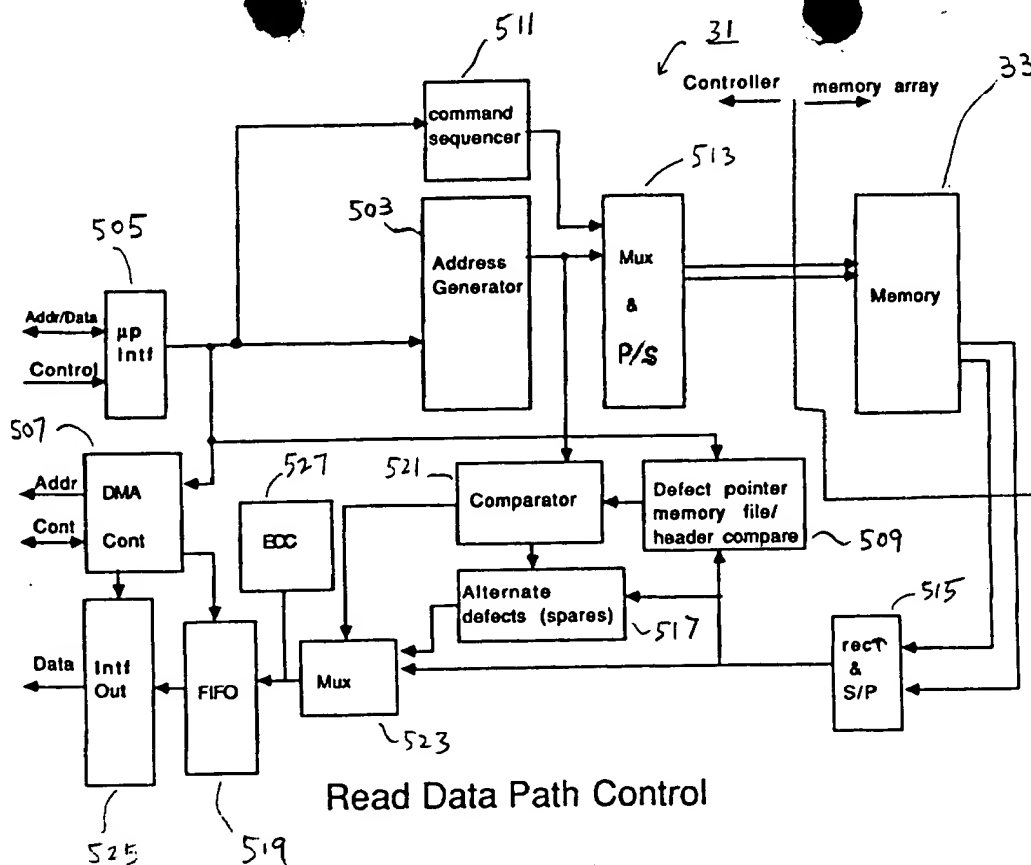 511
31
Controller
memory array
33
command
sequencer
513
503
505
Address
Generator
Mux
&
P/S
Memory
Addr/Data
μp
Intf
Control
507
Addr
DMA
Cont
Cont
527
ECC
521
Comparator
Defect pointer
memory file/
header compare
509
Alternate
defects (spares)
517
515
rec↑
&
S/P
Data
Intf
Out
FIFO
Mux
523
525
519
Read Data Path Control